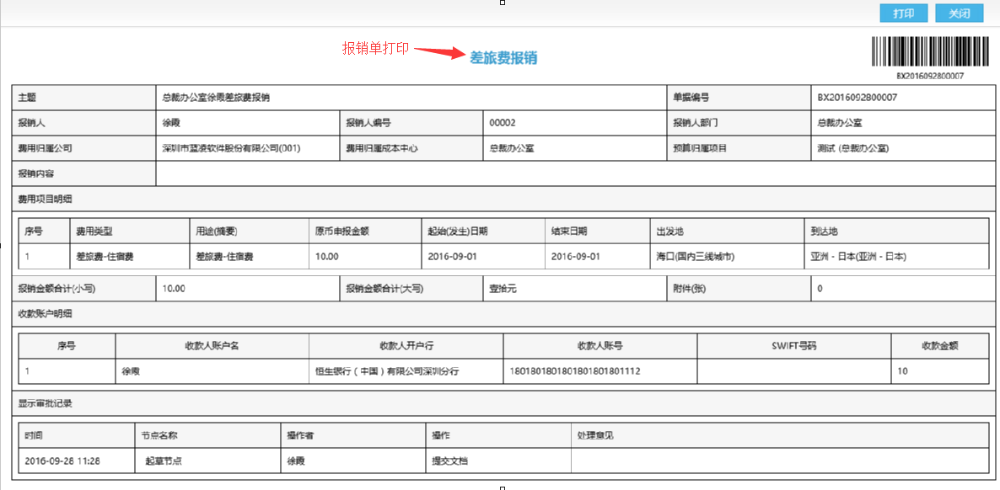 打印 关闭
报销单打印
差旅费报销
BX2016092800007
主题 总裁办公室徐霞差旅费报销 单据编号 BX2016092800007
报销人 徐霞 报销人编号 00002 报销人部门 总裁办公室
费用归属公司 深圳市蓝凌软件股份有限公司(001) 费用归属成本中心 总裁办公室 预算归属项目 测试 (总裁办公室)
报销内容
费用项目明细
序号 费用类型 用途(摘要) 原币申报金额 起始(发生)日期 结束日期 出发地 到达地
1 差旅费-住宿费 差旅费-住宿费 10.00 2016-09-01 2016-09-01 海口(国内三线城市) 亚洲 - 日本(亚洲 - 日本)
报销金额合计(小写) 10.00 报销金额合计(大写) 壹拾元 附件(张) 0
收款账户明细
序号 收款人账户名 收款人开户行 收款人账号 SWIFT号码 收款金额
1 徐霞 恒生银行（中国）有限公司深圳分行 1801801801801801801801112 10
显示审批记录
时间 节点名称 操作者 操作 处理意见
2016-09-28 11:28 起草节点 徐霞 提交文档